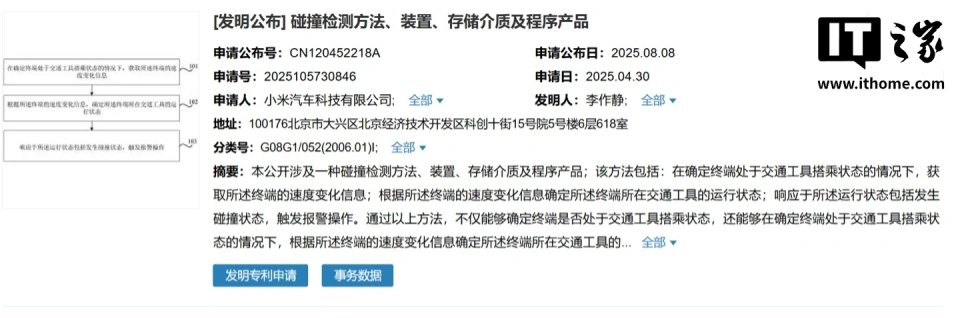 [发明公布] 碰撞检测方法、装置、存储介质及程序产品
IT之家
www.ithome.com
申请公布号：CN120452218A
申请公布日：2025.08.08
申请号：2025105730846
申请日：2025.04.30
申请人：小米汽车科技有限公司; 全部
发明人：李作静; 全部
地址：100176北京市大兴区北京经济技术开发区科创十街15号院5号楼6层618室
分类号：G08G1/052(2006.01)I; 全部
摘要：本公开涉及一种碰撞检测方法、装置、存储介质及程序产品；该方法包括：在确定终端处于交通工具搭乘状态的情况下，获
取所述终端的速度变化信息；根据所述终端的速度变化信息确定所述终端所在交通工具的运行状态；响应于所述运行状态包括发生
碰撞状态，触发报警操作。通过以上方法，不仅能够确定终端是否处于交通工具搭乘状态，还能够在确定终端处于交通工具搭乘状
态的情况下，根据所述终端的速度变化信息确定所述终端所在交通工具的... 全部
发明专利申请
事务数据
在确定终端处于交通工具搭乘状态的情况下，获取所述终端的速
度变化信息
101
根据所述终端的速度变化信息，确定所述终端所在交通工具的运
行状态
102
响应于所述运行状态包括发生碰撞状态，触发报警操作
103